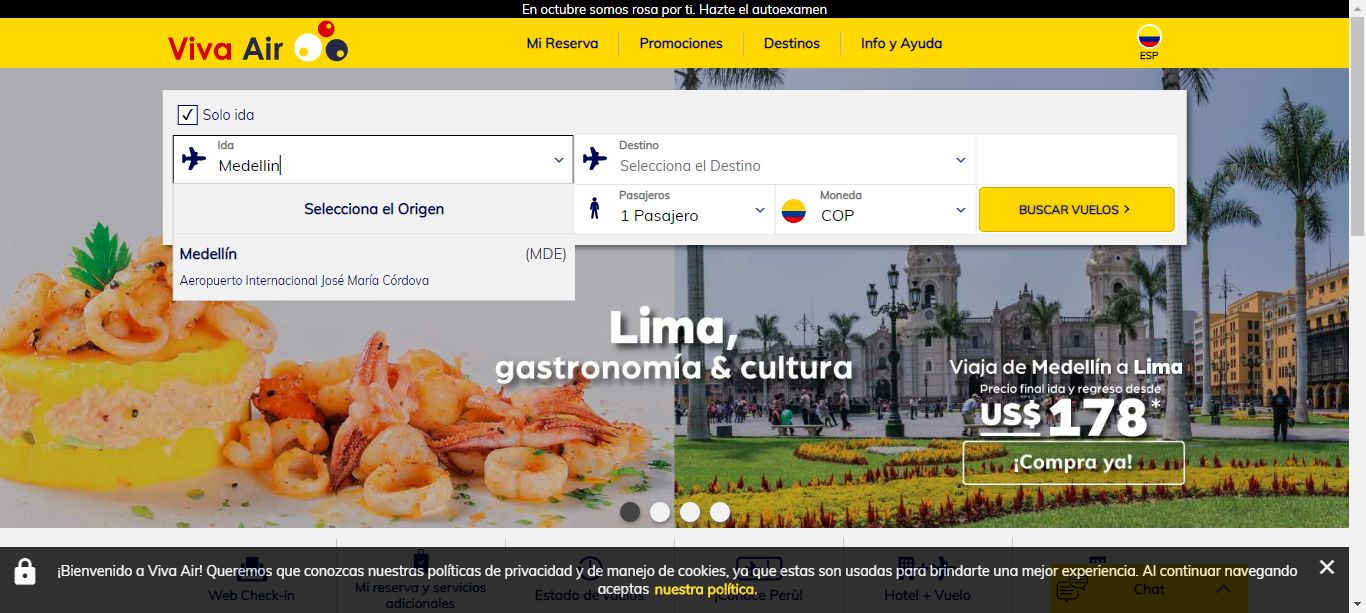 En octubre somos rosa por ti. Hazte el autoexamen
Viva Air
Mi Reserva
Promociones
Destinos
Info y Ayuda
ESP
Solo ida
Ida
Medellin
Destino
Selecciona el Destino
Selecciona el Origen
Pasajeros
1 Pasajero
Moneda
COP
BUSCAR VUELOS
Medellín
(MDE)
Aeropuerto Internacional José María Córdova
Lima,
gastronomía & cultura
Viaja de Medellín a Lima
Precio final ida y regreso desde
US$ 178*
¡Compra ya!
¡Bienvenido a Viva Air! Queremos que conozcas nuestras políticas de privacidad y de manejo de cookies, ya que estas son usadas para brindarte una mejor experiencia. Al continuar navegando
aceptas nuestra política.
Web Check-in
Mi reserva y servicios
adicionales
Estado de vuelos
¡Conoce Perù!
Hotel + Vuelo
Chat